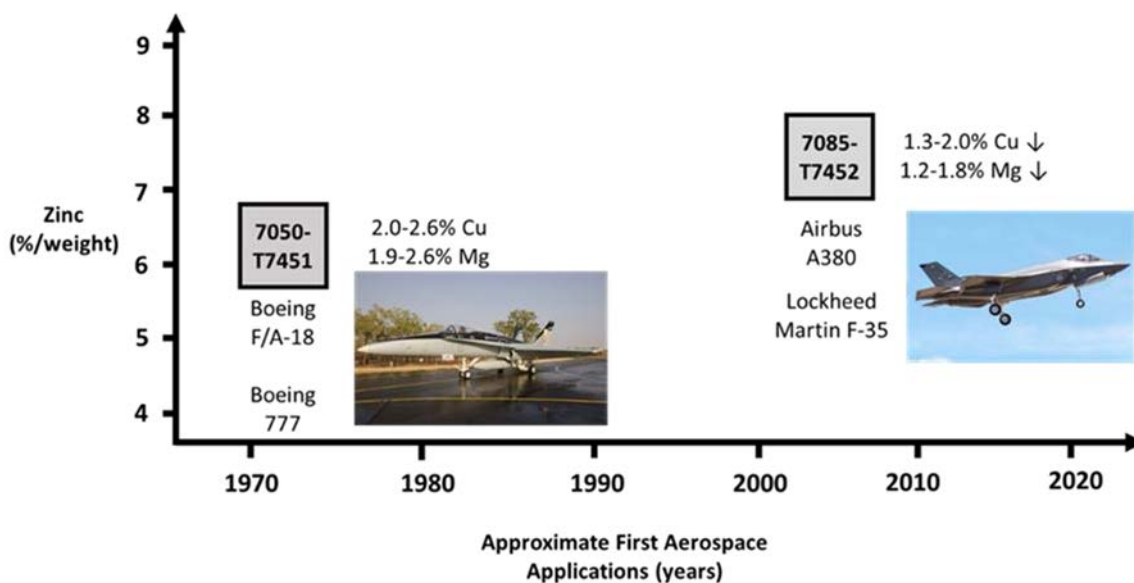 9
8
7
6
5
4
Zinc
(%/weight)
7050-
T7451
2.0-2.6% Cu
1.9-2.6% Mg
Boeing
F/A-18
Boeing
777
7085-
T7452
1.3-2.0% Cu ↓
1.2-1.8% Mg ↓
Airbus
A380
Lockheed
Martin F-35
1970
1980
1990
2000
2010
2020
Approximate First Aerospace
Applications (years)